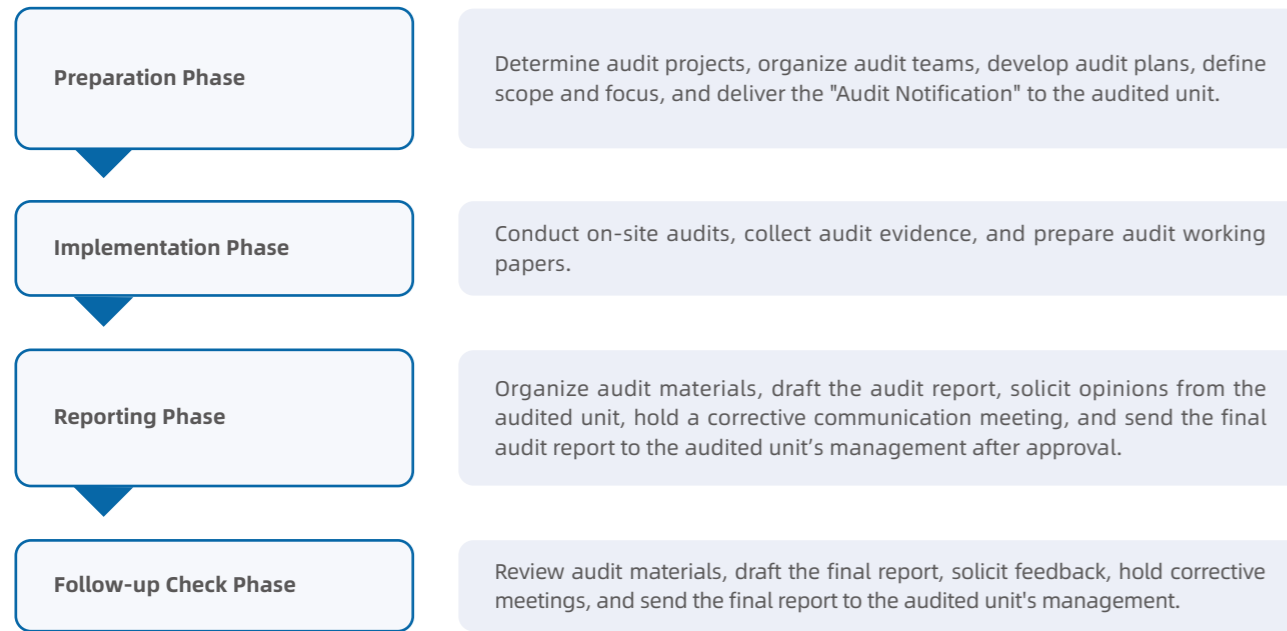 Preparation Phase
Determine audit projects, organize audit teams, develop audit plans, define
scope and focus, and deliver the "Audit Notification" to the audited unit.
Implementation Phase
Conduct on-site audits, collect audit evidence, and prepare audit working
papers.
Reporting Phase
Organize audit materials, draft the audit report, solicit opinions from the
audited unit, hold a corrective communication meeting, and send the final
audit report to the audited unit’s management after approval.
Follow-up Check Phase
Review audit materials, draft the final report, solicit feedback, hold corrective
meetings, and send the final report to the audited unit's management.